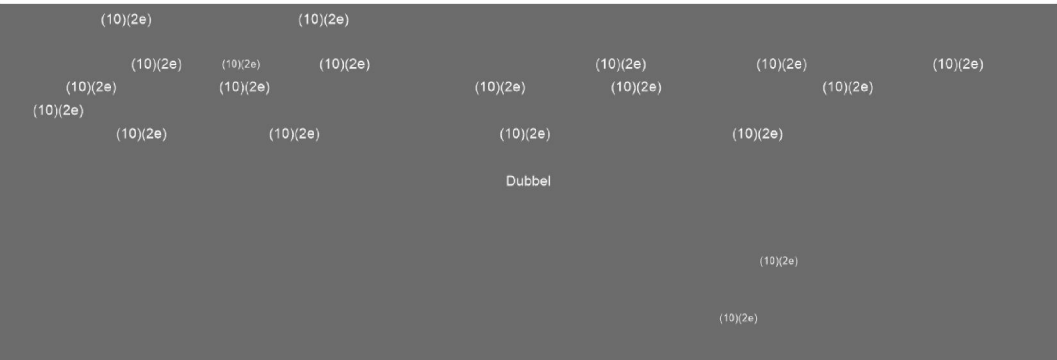 (10)(2e) (10)(2e)
(10)(2e) (10)(2e) (10)(2e) (10)(2e) (10)(2e) (10)(2e)
(10)(2e) (10)(2e) (10)(2e) (10)(2e) (10)(2e)
(10)(2e)
(10)(2e) (10)(2e) (10)(2e) (10)(2e)
Dubbel
(10)(2e)
(10)(2e)